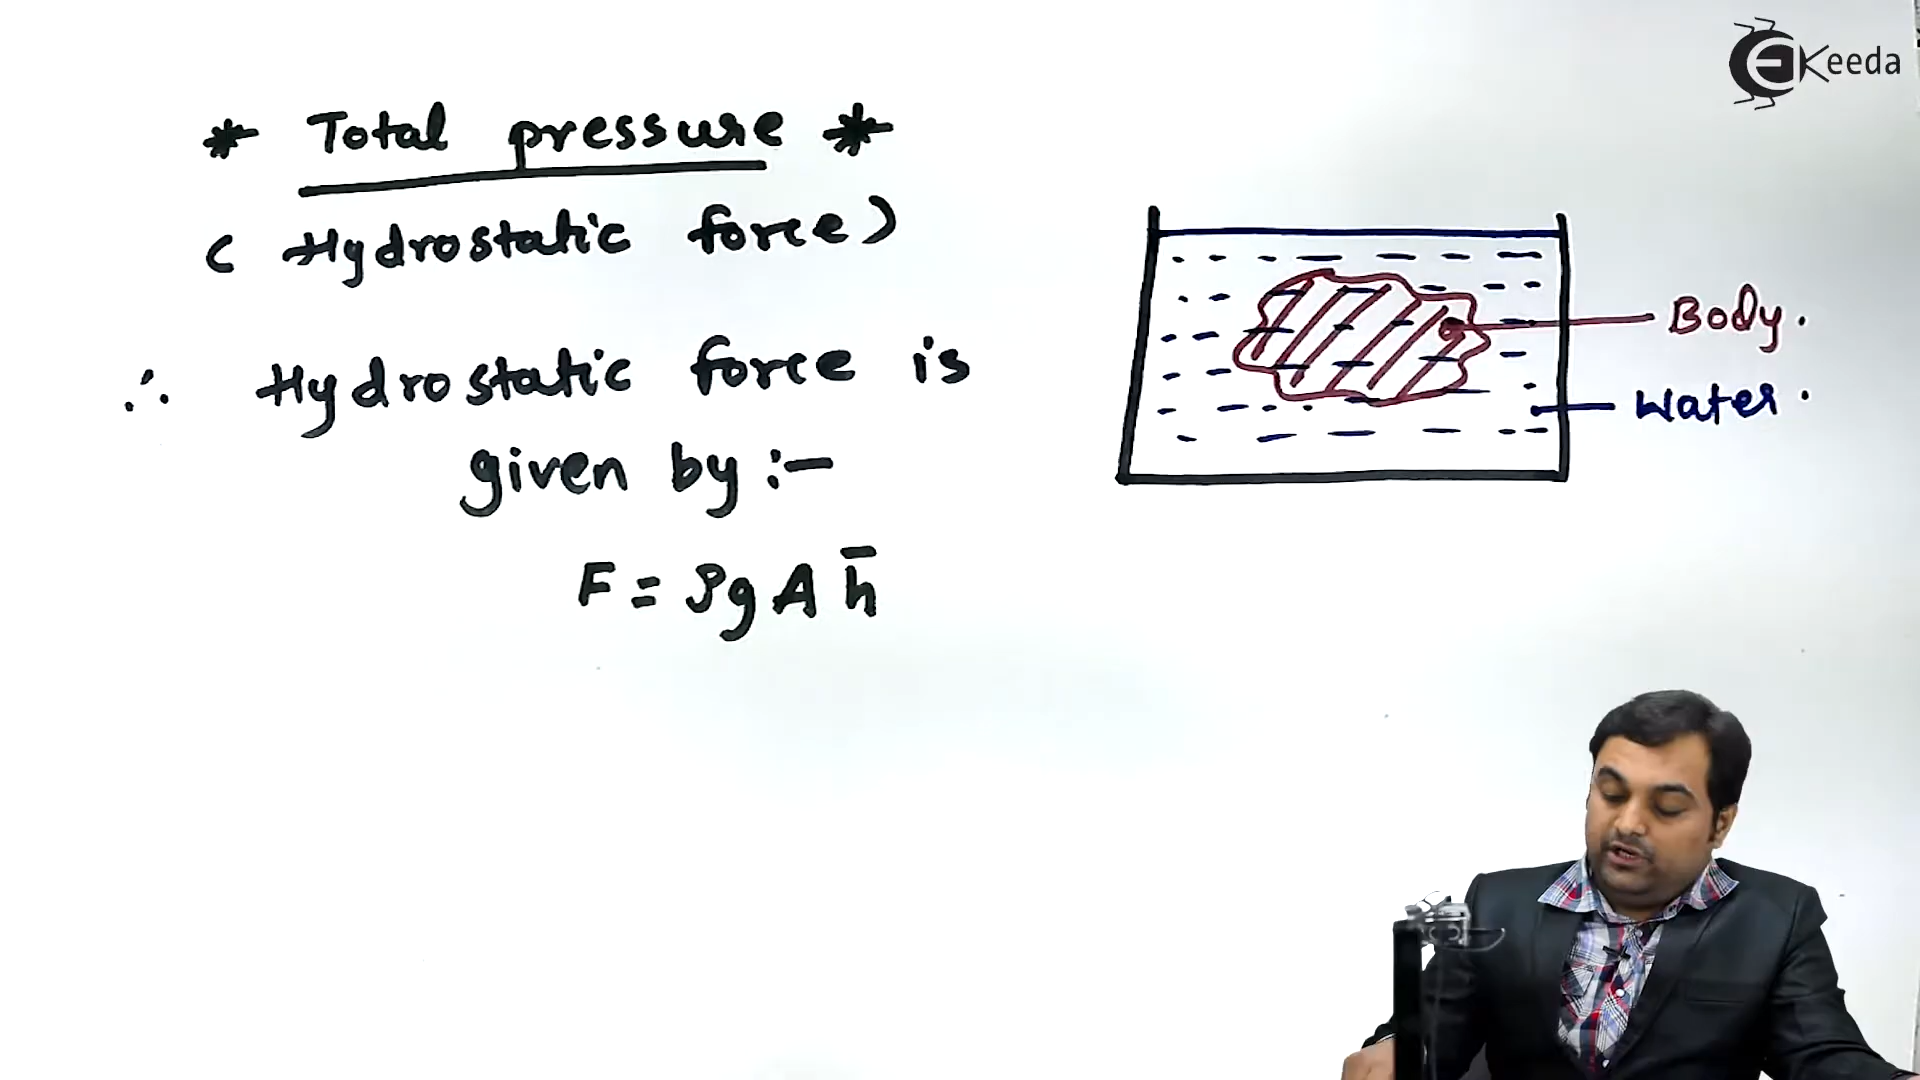 EKeeda
* Total pressure *
( Hydrostatic force)
∴ Hydrostatic force is
given by :-
F = ρg A h̅
Body.
Water.